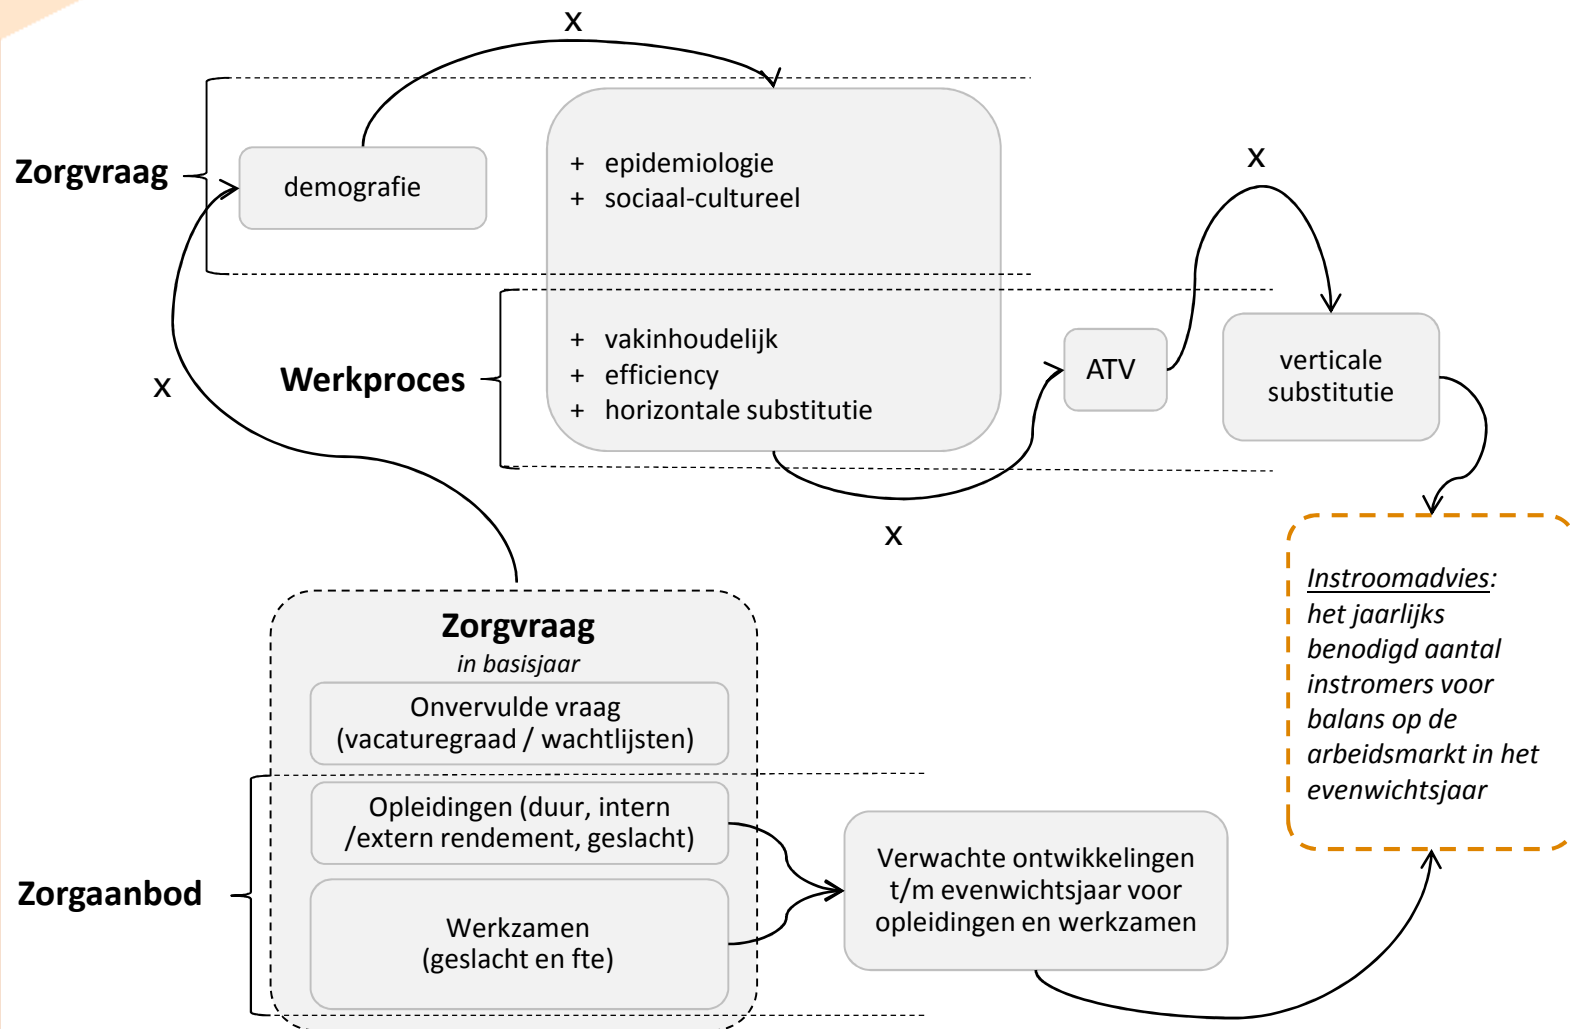 x
Zorgvraag
demografie
+ epidemiologie
+ sociaal-cultureel
x
Werkproces
+ vakinhoudelijk
+ efficiency
+ horizontale substitutie
ATV
verticale
substitutie
x
x
Instroomadvies:
het jaarlijks
benodigd aantal
instromers voor
balans op de
arbeidsmarkt in het
evenwichtsjaar
Zorgvraag
in basisjaar
Onvervulde vraag
(vacaturegraad / wachtlijsten)
Zorgaanbod
Opleidingen (duur, intern
/extern rendement, geslacht)
Werkzamen
(geslacht en fte)
Verwachte ontwikkelingen
t/m evenwichtsjaar voor
opleidingen en werkzamen